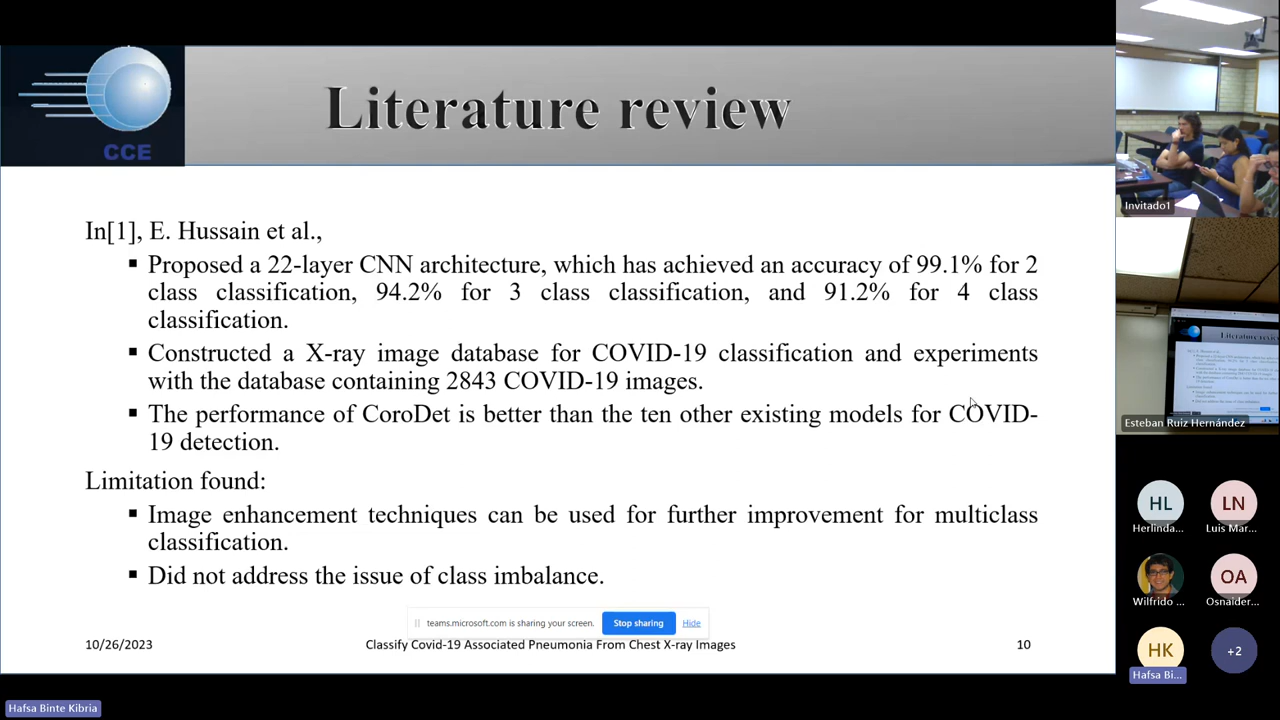 CCE
Literature review
In[1], E. Hussain et al.,
▪ Proposed a 22-layer CNN architecture, which has achieved an accuracy of 99.1% for 2
class classification, 94.2% for 3 class classification, and 91.2% for 4 class
classification.
▪ Constructed a X-ray image database for COVID-19 classification and experiments
with the database containing 2843 COVID-19 images.
▪ The performance of CoroDet is better than the ten other existing models for COVID-
19 detection.
Limitation found:
▪ Image enhancement techniques can be used for further improvement for multiclass
classification.
▪ Did not address the issue of class imbalance.
teams.microsoft.com is sharing your screen. Stop sharing Hide
10/26/2023 Classify Covid-19 Associated Pneumonia From Chest X-ray Images 10
Hafsa Binte Kibria
Invitado1
Literature review
Esteban Ruíz Hernández
HL LN
Herlinda... Luis Mar...
OA
Wilfrido ... Osnaider...
HK +2
Hafsa Bi...